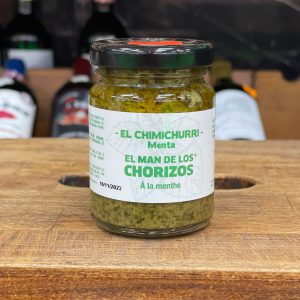 - EL CHIMICHURRI -
Menta
EL MAN DE LOS
CHORIZOS
À la menthe
16/11/2022